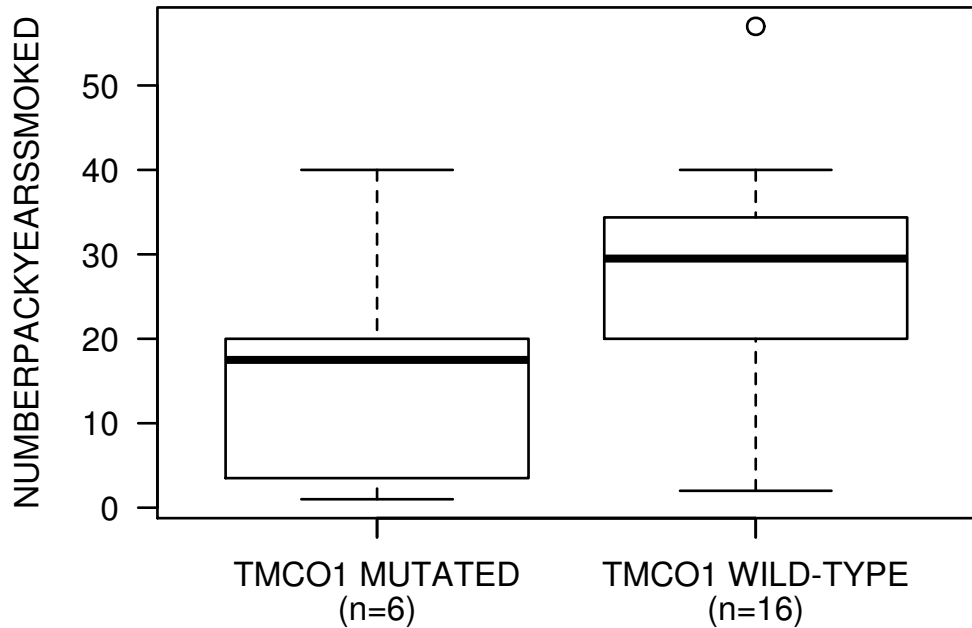 NUMBERPACKYEARSSMOKED
50
40
30
20
10
0
TMCO1 MUTATED
(n=6)
TMCO1 WILD-TYPE
(n=16)